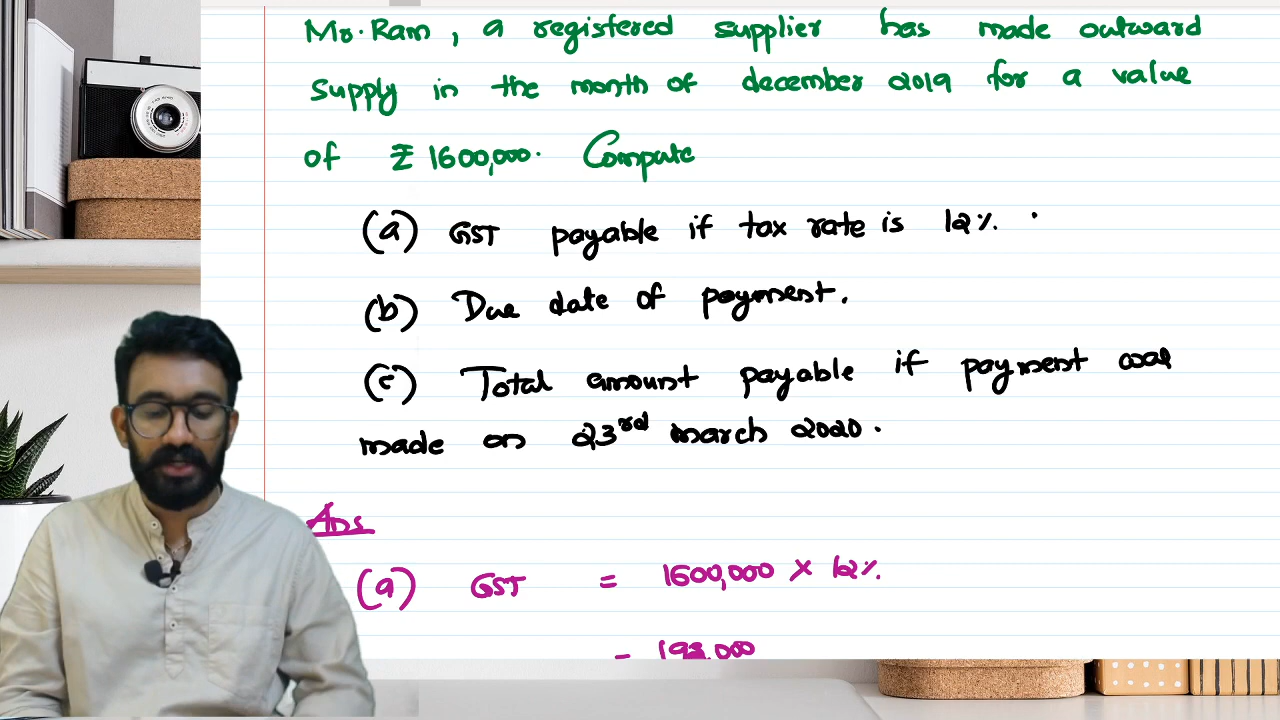 Mr. Ram, a registered supplier has made outward
supply in the month of december 2019 for a value
of ₹ 1600,000. Compute
(a) GST payable if tax rate is 12%.
(b) Due date of payment.
(c) Total amount payable if payment was
made on 23rd march 2020.
Ans
(a) GST = 1600,000 × 12%
=